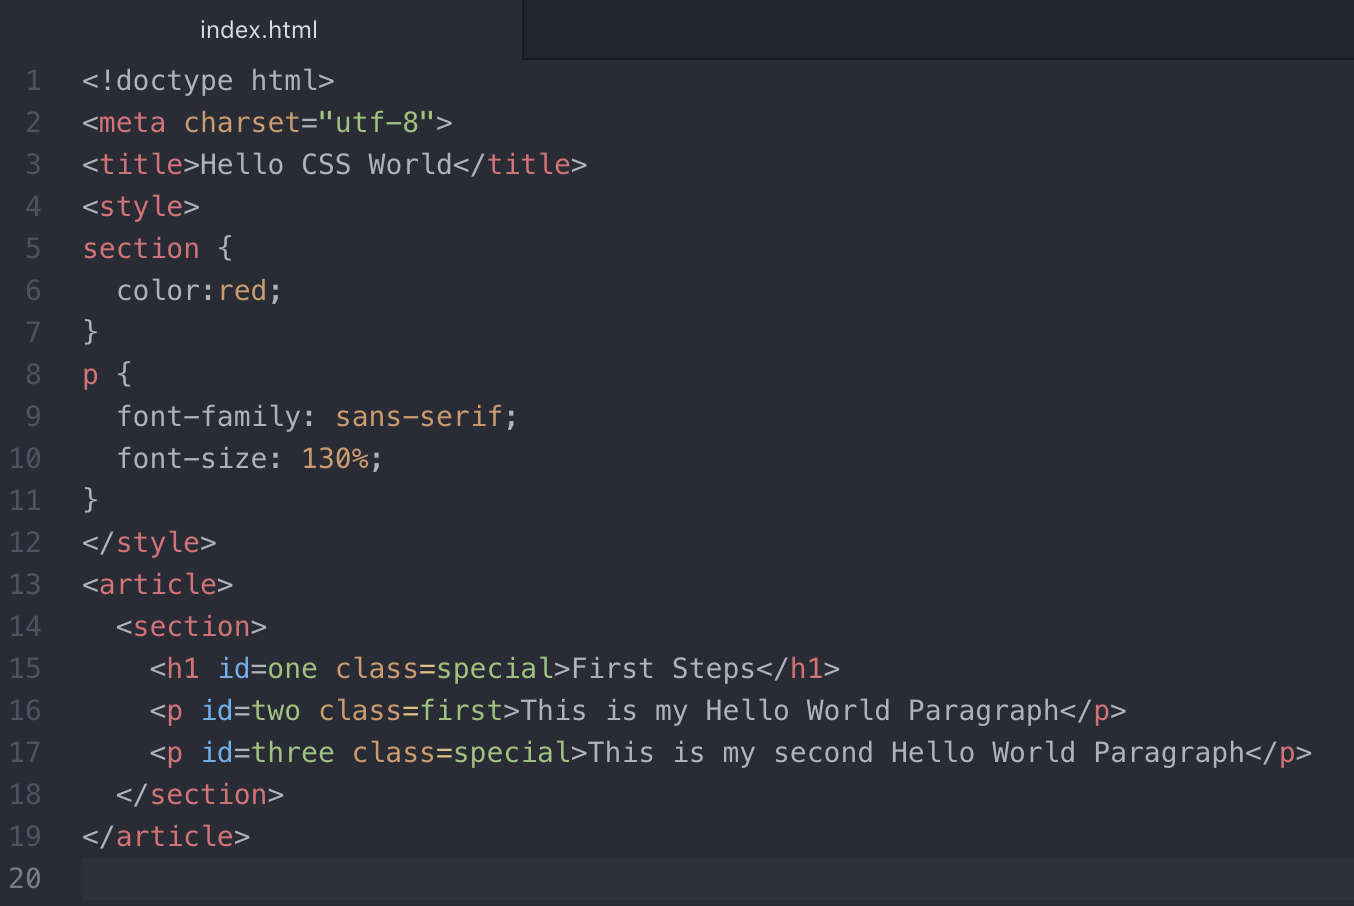 index.html
1 <!doctype html>
2 <meta charset="utf-8">
3 <title>Hello CSS World</title>
4 <style>
5 section {
6   color:red;
7 }
8 p {
9   font-family: sans-serif;
10   font-size: 130%;
11 }
12 </style>
13 <article>
14   <section>
15     <h1 id=one class=special>First Steps</h1>
16     <p id=two class=first>This is my Hello World Paragraph</p>
17     <p id=three class=special>This is my second Hello World Paragraph</p>
18   </section>
19 </article>
20